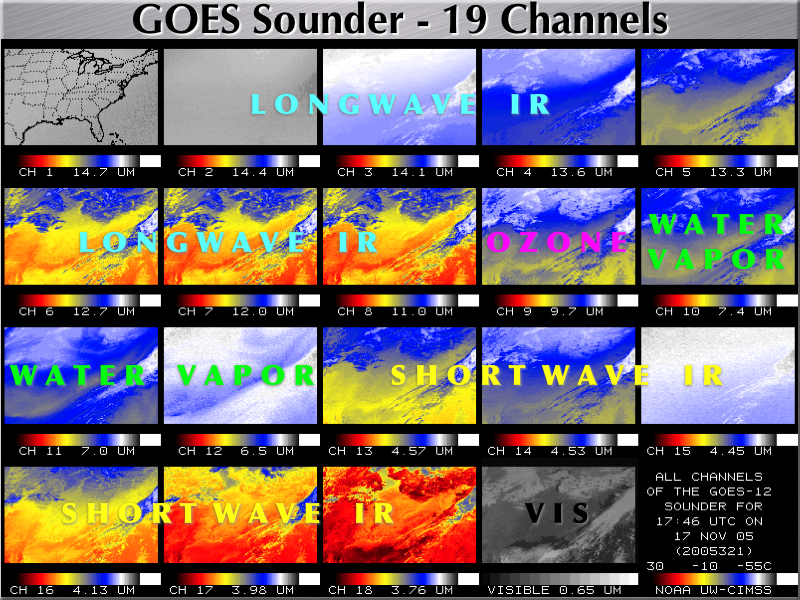 GOES Sounder - 19 Channels
LONGWAVE IR
CH 1 14.7 UM
CH 2 14.4 UM
CH 3 14.1 UM
CH 4 13.6 UM
CH 5 13.3 UM
LONGWAVE IR
OZONE
WATER
VAPOR
CH 6 12.7 UM
CH 7 12.0 UM
CH 8 11.0 UM
CH 9 9.7 UM
CH 10 7.4 UM
WATER VAPOR
SHORT WAVE IR
CH 11 7.0 UM
CH 12 6.5 UM
CH 13 4.57 UM
CH 14 4.53 UM
CH 15 4.45 UM
SHORT WAVE IR
VIS
ALL CHANNELS
OF THE GOES-12
SOUNDER FOR
17:46 UTC ON
17 NOV 05
(2005321)
30 -10 -55C
CH 16 4.13 UM
CH 17 3.98 UM
CH 18 3.76 UM
VISIBLE 0.65 UM
NOAA UW-CIMSS